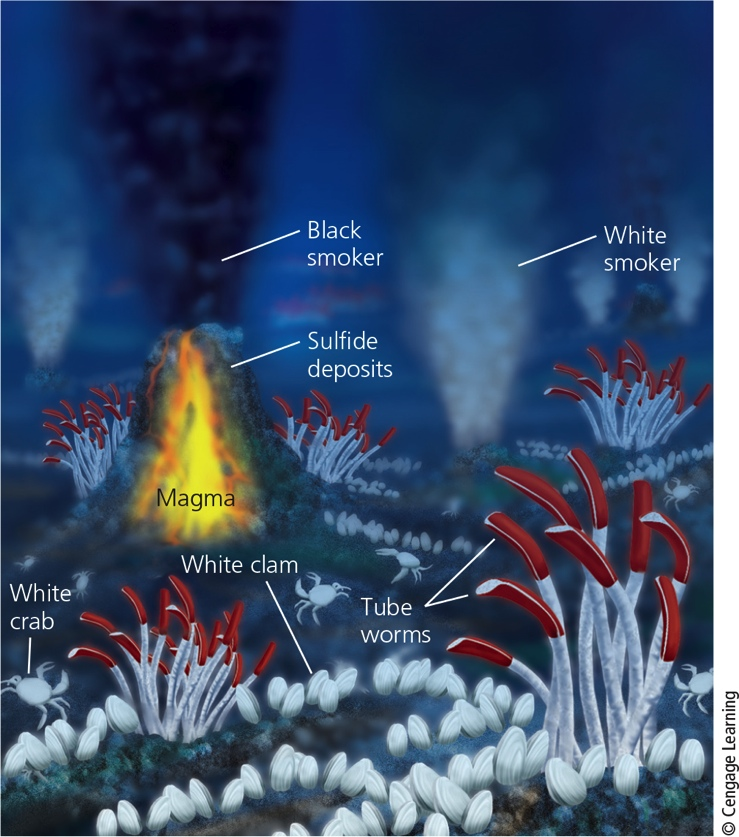 Black
smoker
White
smoker
Sulfide
deposits
Magma
White clam
White
crab
Tube
worms
© Cengage Learning